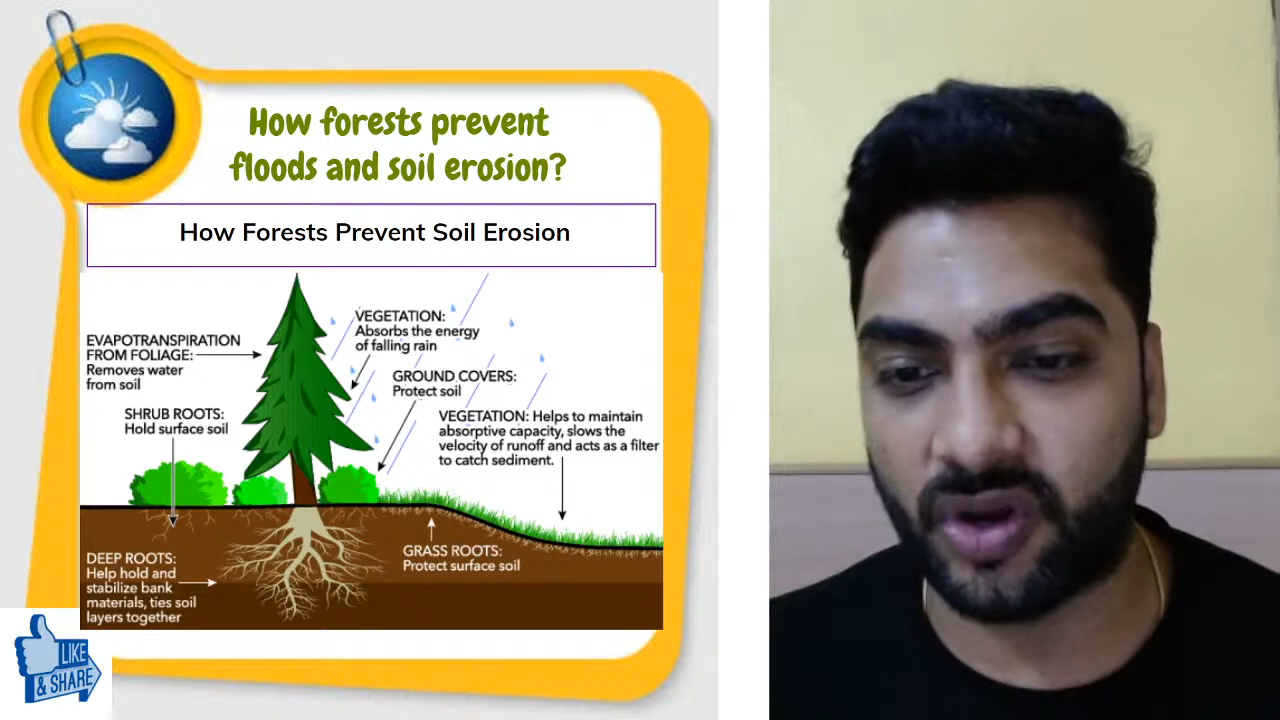 How forests prevent
floods and soil erosion?
How Forests Prevent Soil Erosion
EVAPOTRANSPIRATION
FROM FOLIAGE:
Removes water
from soil
VEGETATION:
Absorbs the energy
of falling rain
GROUND COVERS:
Protect soil
SHRUB ROOTS:
Hold surface soil
VEGETATION: Helps to maintain
absorptive capacity, slows the
velocity of runoff and acts as a filter
to catch sediment.
GRASS ROOTS:
Protect surface soil
DEEP ROOTS:
Help hold and
stabilize bank
materials, ties soil
layers together
LIKE
& SHARE